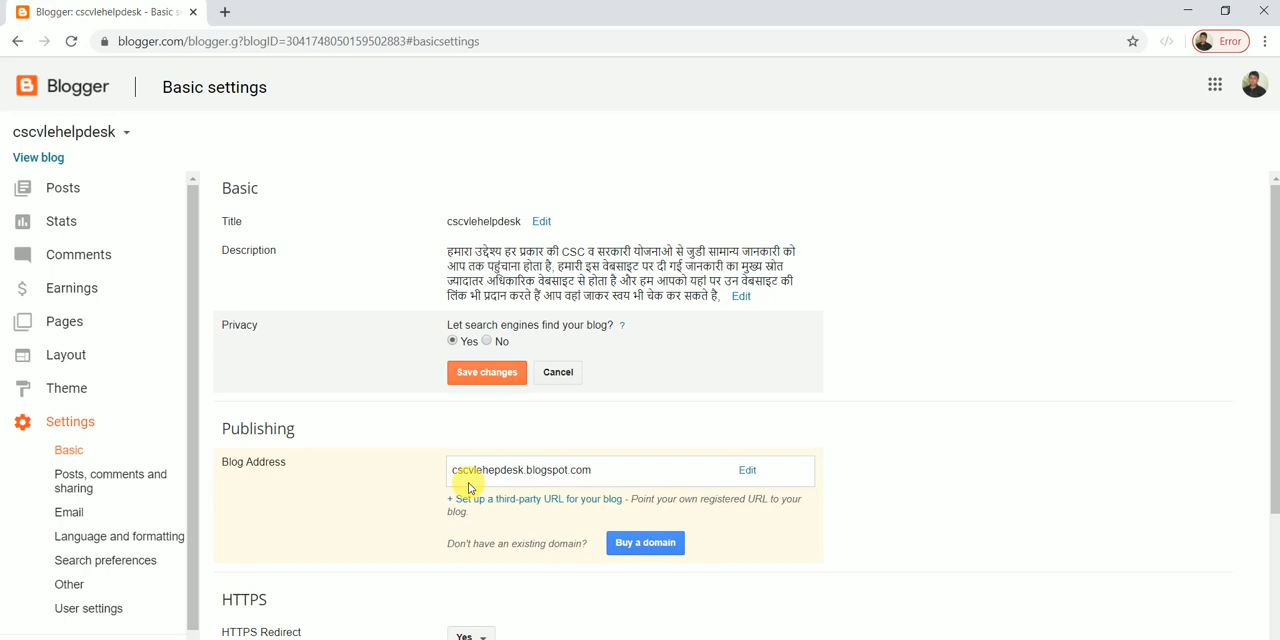 Blogger: cscvlehelpdesk - Basic s
blogger.com/blogger.g?blogID=3041748050159502883#basicsettings
Error
Blogger
Basic settings
cscvlehelpdesk
View blog
Posts
Stats
Comments
Earnings
Pages
Layout
Theme
Settings
Basic
Posts, comments and
sharing
Email
Language and formatting
Search preferences
Other
User settings
Basic
Title
cscvlehelpdesk Edit
Description
हमारा उद्देश्य हर प्रकार की CSC व सरकारी योजनाओ से जुडी सामान्य जानकारी को
आप तक पहुंचाना होता है, हमारी इस वेबसाइट पर दी गई जानकारी का मुख्य स्रोत
ज्यादातर अधिकारिक वेबसाइट से होता है और हम आपको यहां पर उन वेबसाइट की
लिंक भी प्रदान करते हैं आप वहां जाकर स्वय भी चेक कर सकते है, Edit
Privacy
Let search engines find your blog? ?
Yes No
Save changes Cancel
Publishing
Blog Address
cscvlehepdesk.blogspot.com Edit
+ Set up a third-party URL for your blog - Point your own registered URL to your
blog.
Don't have an existing domain? Buy a domain
HTTPS
HTTPS Redirect
Yes